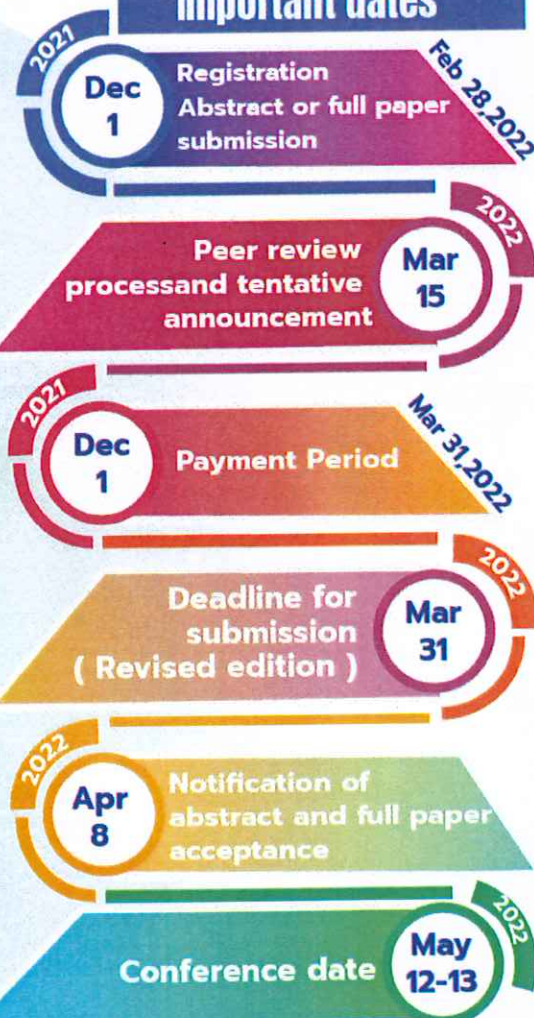 Important dates
2021
Dec
1
Registration
Abstract or full paper
submission
Feb 28,2022
2022
Peer review
processand tentative
announcement
Mar
15
2021
Dec
1
Payment Period
Mar 31,2022
2022
Deadline for
submission
( Revised edition )
Mar
31
2022
Apr
8
Notification of
abstract and full paper
acceptance
2022
Conference date
May
12-13